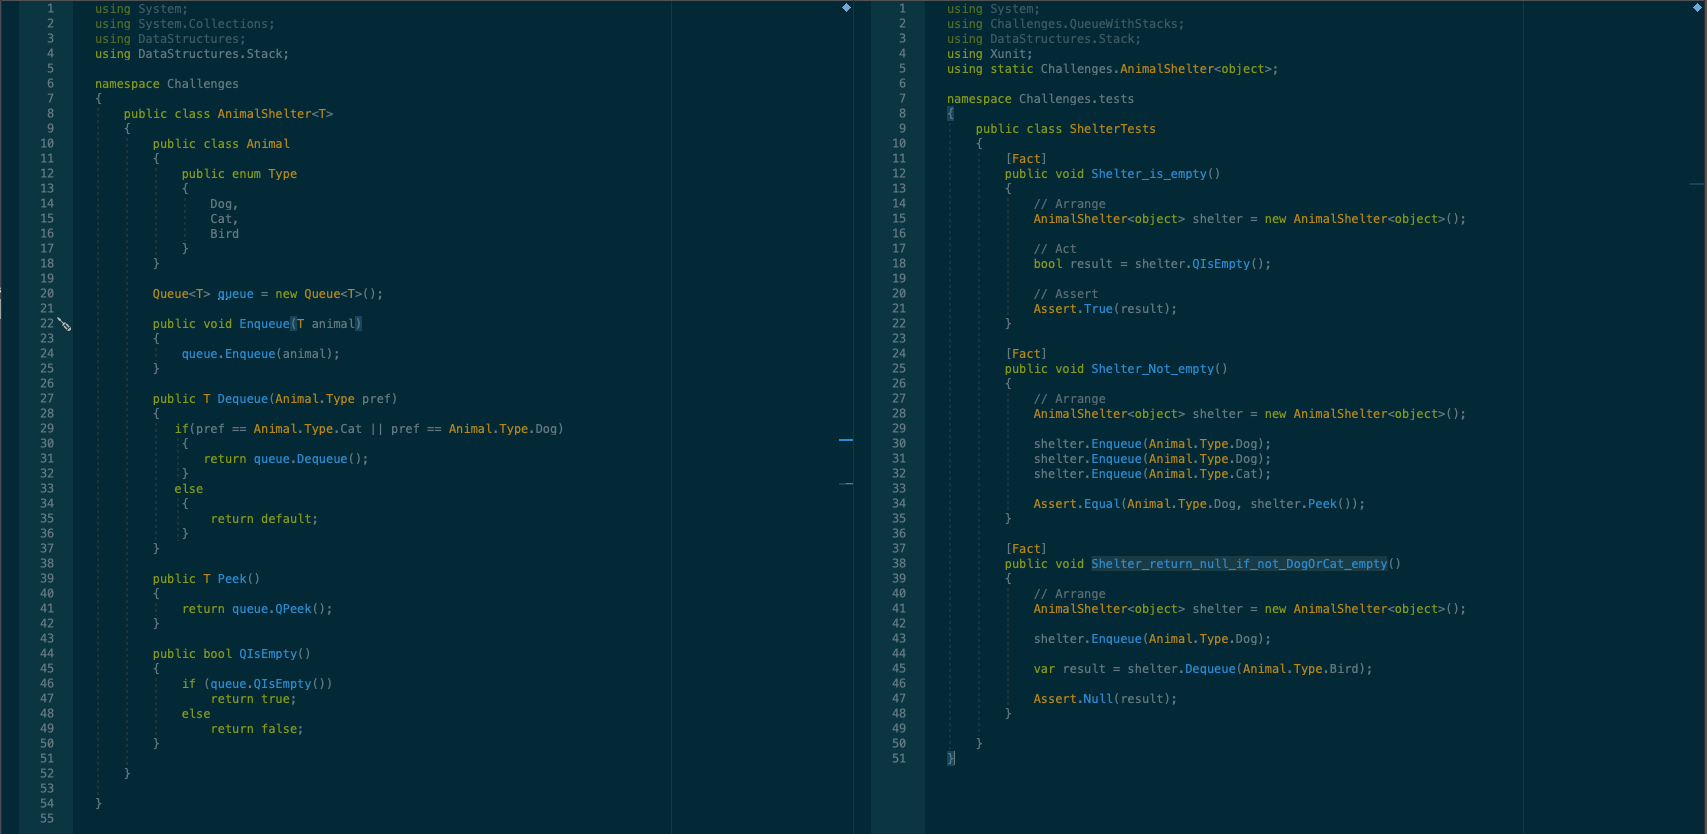 1 using System;
2 using System.Collections;
3 using DataStructures;
4 using DataStructures.Stack;
5
6 namespace Challenges
7 {
8 public class AnimalShelter<T>
9 {
10 public class Animal
11 {
12 public enum Type
13 {
14 Dog,
15 Cat,
16 Bird
17 }
18 }
19
20 Queue<T> queue = new Queue<T>();
21
22 public void Enqueue(T animal)
23 {
24 queue.Enqueue(animal);
25 }
26
27 public T Dequeue(Animal.Type pref)
28 {
29 if(pref == Animal.Type.Cat || pref == Animal.Type.Dog)
30 {
31 return queue.Dequeue();
32 }
33 else
34 {
35 return default;
36 }
37 }
38
39 public T Peek()
40 {
41 return queue.QPeek();
42 }
43
44 public bool QIsEmpty()
45 {
46 if (queue.QIsEmpty())
47 return true;
48 else
49 return false;
50 }
51
52 }
53
54 }
55
1 using System;
2 using Challenges.QueueWithStacks;
3 using DataStructures.Stack;
4 using Xunit;
5 using static Challenges.AnimalShelter<object>;
6
7 namespace Challenges.tests
8 {
9 public class ShelterTests
10 {
11 [Fact]
12 public void Shelter_is_empty()
13 {
14 // Arrange
15 AnimalShelter<object> shelter = new AnimalShelter<object>();
16
17 // Act
18 bool result = shelter.QIsEmpty();
19
20 // Assert
21 Assert.True(result);
22 }
23
24 [Fact]
25 public void Shelter_Not_empty()
26 {
27 // Arrange
28 AnimalShelter<object> shelter = new AnimalShelter<object>();
29
30 shelter.Enqueue(Animal.Type.Dog);
31 shelter.Enqueue(Animal.Type.Dog);
32 shelter.Enqueue(Animal.Type.Cat);
33
34 Assert.Equal(Animal.Type.Dog, shelter.Peek());
35 }
36
37 [Fact]
38 public void Shelter_return_null_if_not_DogOrCat_empty()
39 {
40 // Arrange
41 AnimalShelter<object> shelter = new AnimalShelter<object>();
42
43 shelter.Enqueue(Animal.Type.Dog);
44
45 var result = shelter.Dequeue(Animal.Type.Bird);
46
47 Assert.Null(result);
48 }
49
50 }
51 }